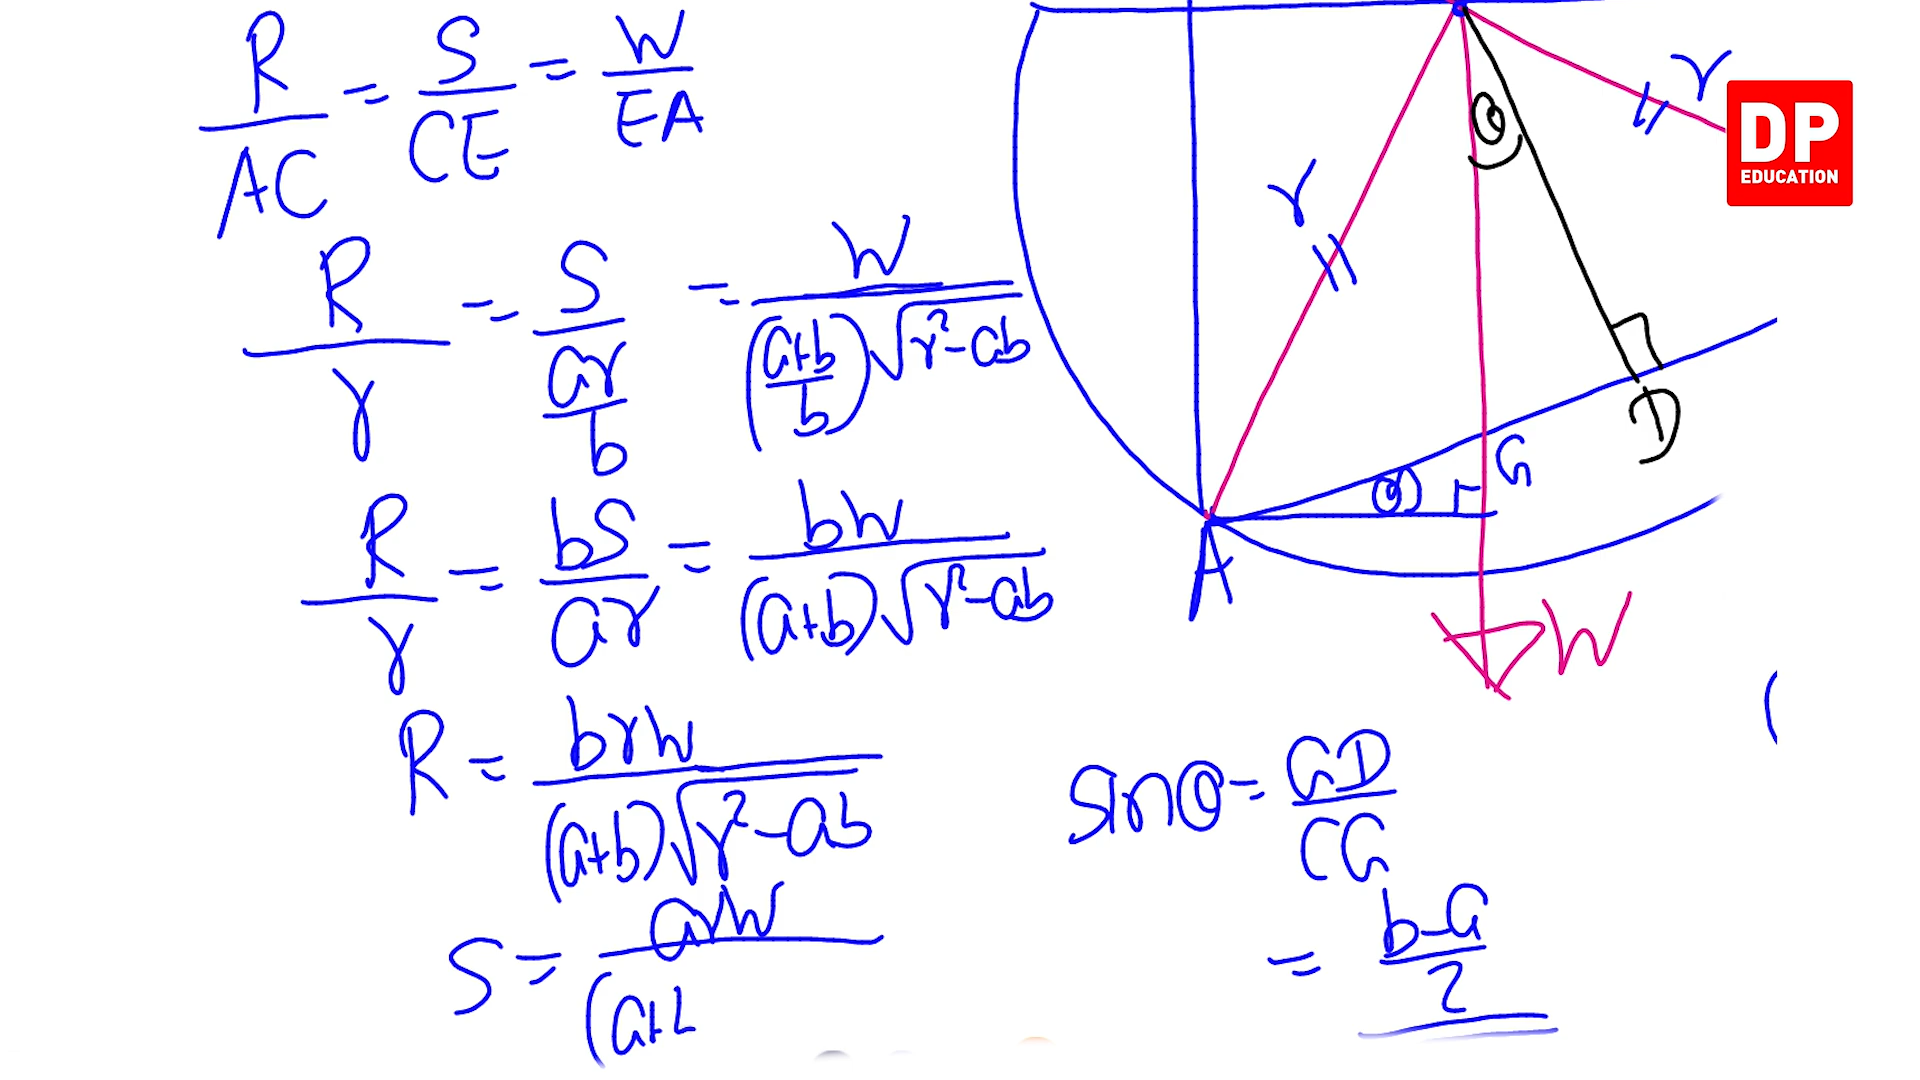 R/AC = S/CE = W/EA
R/r = S/(ar/b) = W/(((a+b)/b)√(r²-ab))
R/r = bS/ar = bW/((a+b)√(r²-ab))
R = brW/((a+b)√(r²-ab))
S = arW/(a+b
r
r
θ
D
G
θ
A
W
(
sinθ = GD/CG
= (b-a)/2
DP
EDUCATION